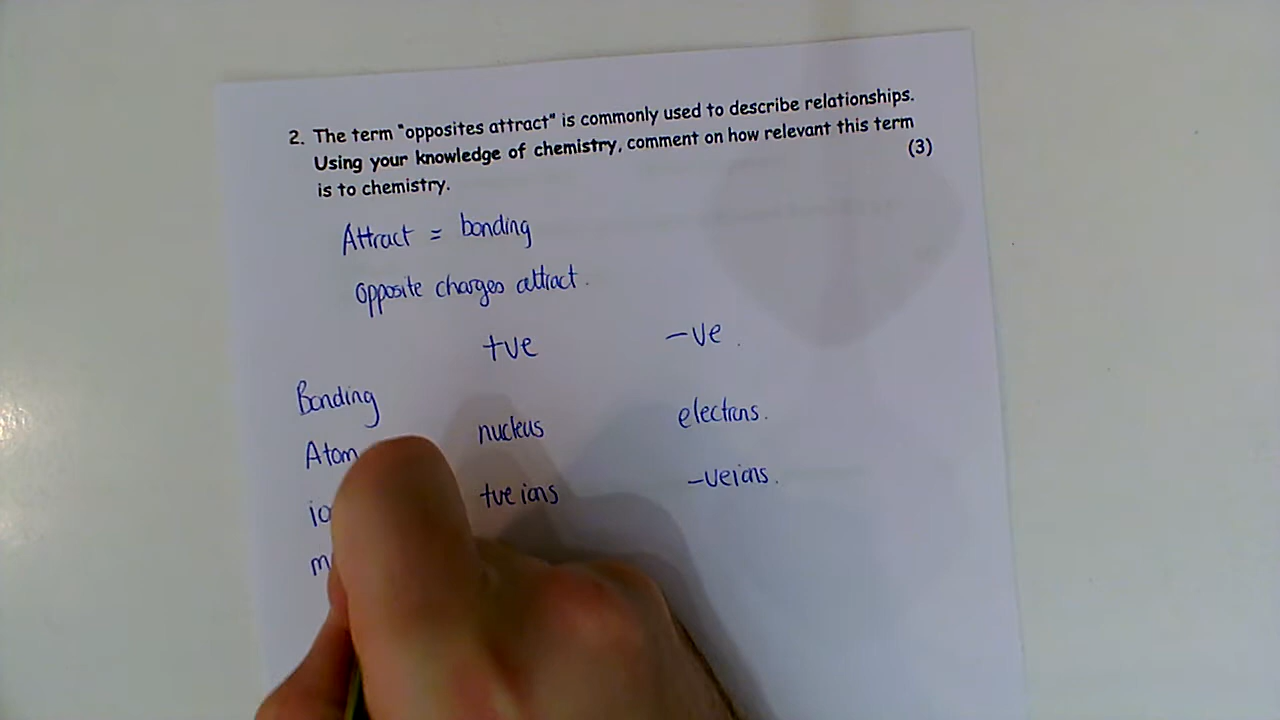 2. The term "opposites attract" is commonly used to describe relationships.
Using your knowledge of chemistry, comment on how relevant this term
is to chemistry. (3)
Attract = bonding
opposite charges attract.
+ve -ve.
Bonding
Atom nucleus electrons.
+ve ions -ve ions.